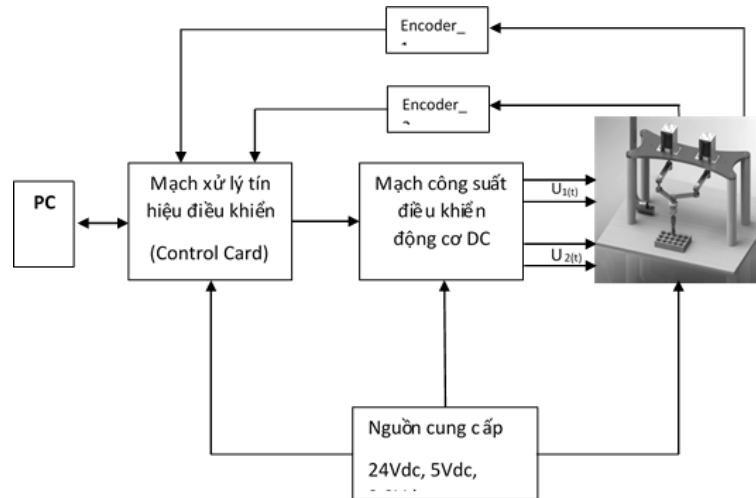 Encoder_
Encoder_
PC
Mạch xử lý tín
hiệu điều khiển
(Control Card)
Mạch công suất
điều khiển
động cơ DC
U1(t)
U2(t)
Nguồn cung cấp
24Vdc, 5Vdc,